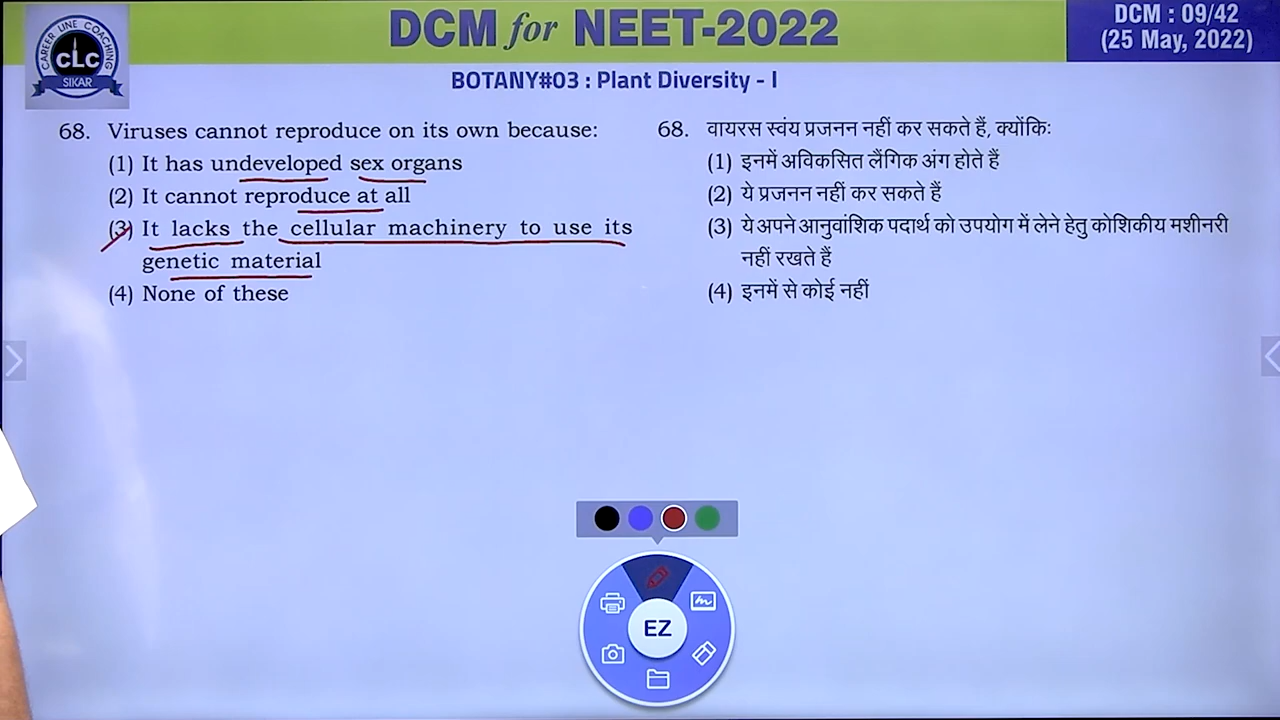 DCM for NEET-2022
DCM : 09/42
(25 May, 2022)
CAREER LINE COACHING
CLC
SIKAR
BOTANY#03 : Plant Diversity - I
68. Viruses cannot reproduce on its own because:
(1) It has undeveloped sex organs
(2) It cannot reproduce at all
(3) It lacks the cellular machinery to use its
genetic material
(4) None of these
68. वायरस स्वंय प्रजनन नहीं कर सकते हैं, क्योंकिः
(1) इनमें अविकसित लैंगिक अंग होते हैं
(2) ये प्रजनन नहीं कर सकते हैं
(3) ये अपने आनुवांशिक पदार्थ को उपयोग में लेने हेतु कोशिकीय मशीनरी
नहीं रखते हैं
(4) इनमें से कोई नहीं
EZ